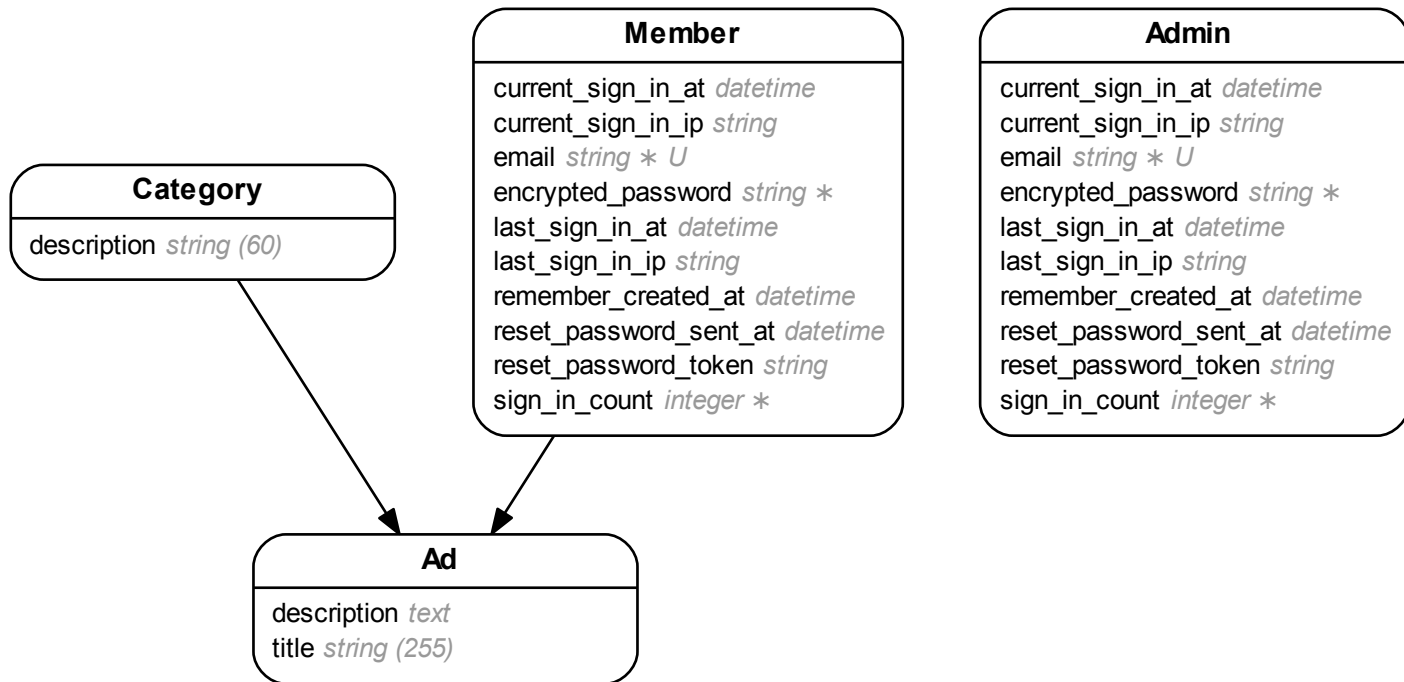 Category
description string (60)
Member
current_sign_in_at datetime
current_sign_in_ip string
email string ∗ U
encrypted_password string ∗
last_sign_in_at datetime
last_sign_in_ip string
remember_created_at datetime
reset_password_sent_at datetime
reset_password_token string
sign_in_count integer ∗
Admin
current_sign_in_at datetime
current_sign_in_ip string
email string ∗ U
encrypted_password string ∗
last_sign_in_at datetime
last_sign_in_ip string
remember_created_at datetime
reset_password_sent_at datetime
reset_password_token string
sign_in_count integer ∗
Ad
description text
title string (255)